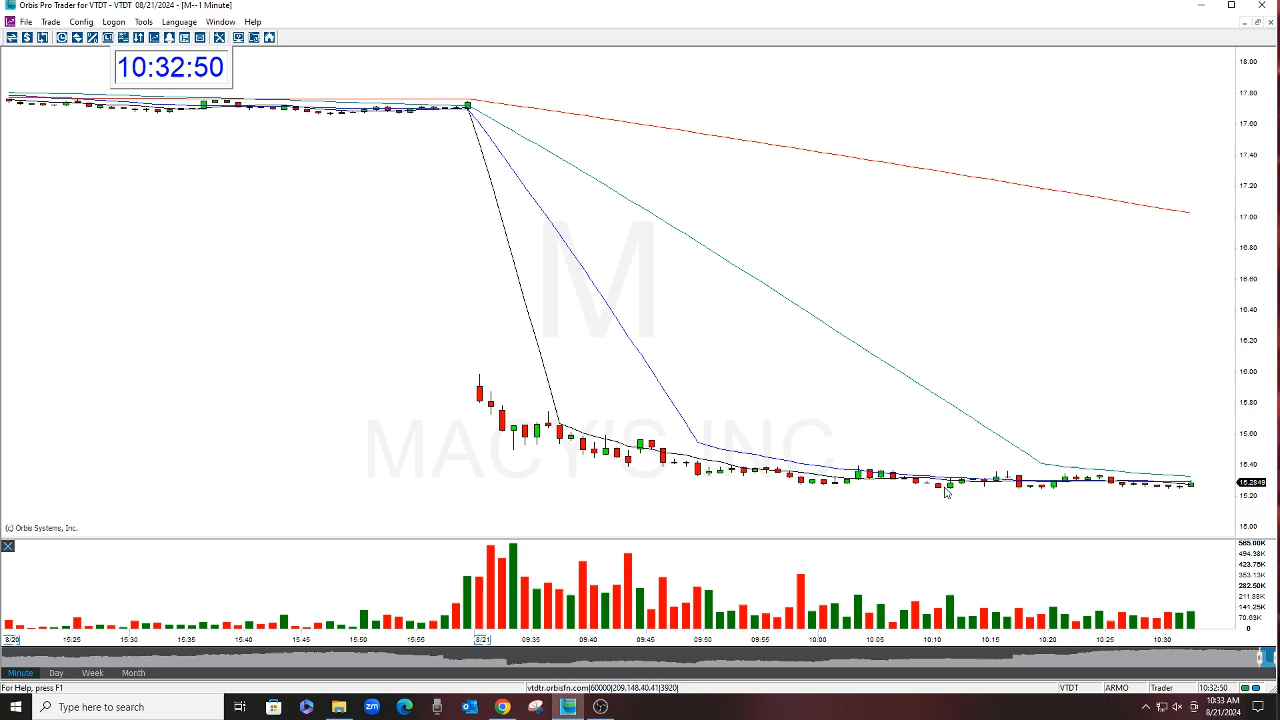 Orbis Pro Trader for VTDT - VTDT 08/21/2024 - [M--1 Minute]
File Trade Config Logon Tools Language Window Help
10:32:50
18.00
17.80
17.60
17.40
17.20
17.00
16.80
16.60
16.40
16.20
16.00
15.80
15.60
15.40
15.2849
15.20
15.00
M
MACY'S INC
(c) Orbis Systems, Inc.
565.00K
494.38K
423.75K
353.13K
282.50K
211.88K
141.25K
70.63K
0
8/20 15:25 15:30 15:35 15:40 15:45 15:50 15:55 8/21 09:35 09:40 09:45 09:50 09:55 10:00 10:05 10:10 10:15 10:20 10:25 10:30
Minute Day Week Month
For Help, press F1 vtdtr.orbisfn.com|60000|209.148.40.41|3920| VTDT ARMO Trader 10:32:50
Type here to search
10:33 AM
8/21/2024